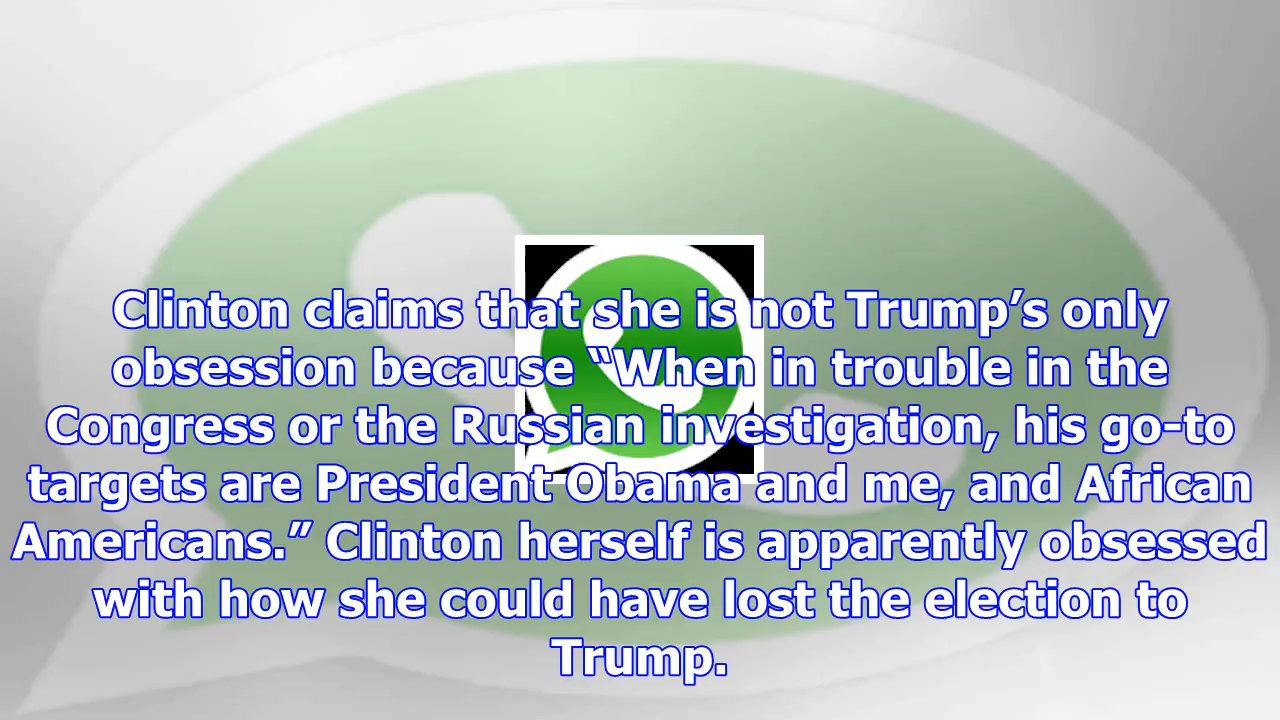 Clinton claims that she is not Trump’s only
obsession because “When in trouble in the
Congress or the Russian investigation, his go-to
targets are President Obama and me, and African
Americans.” Clinton herself is apparently obsessed
with how she could have lost the election to
Trump.